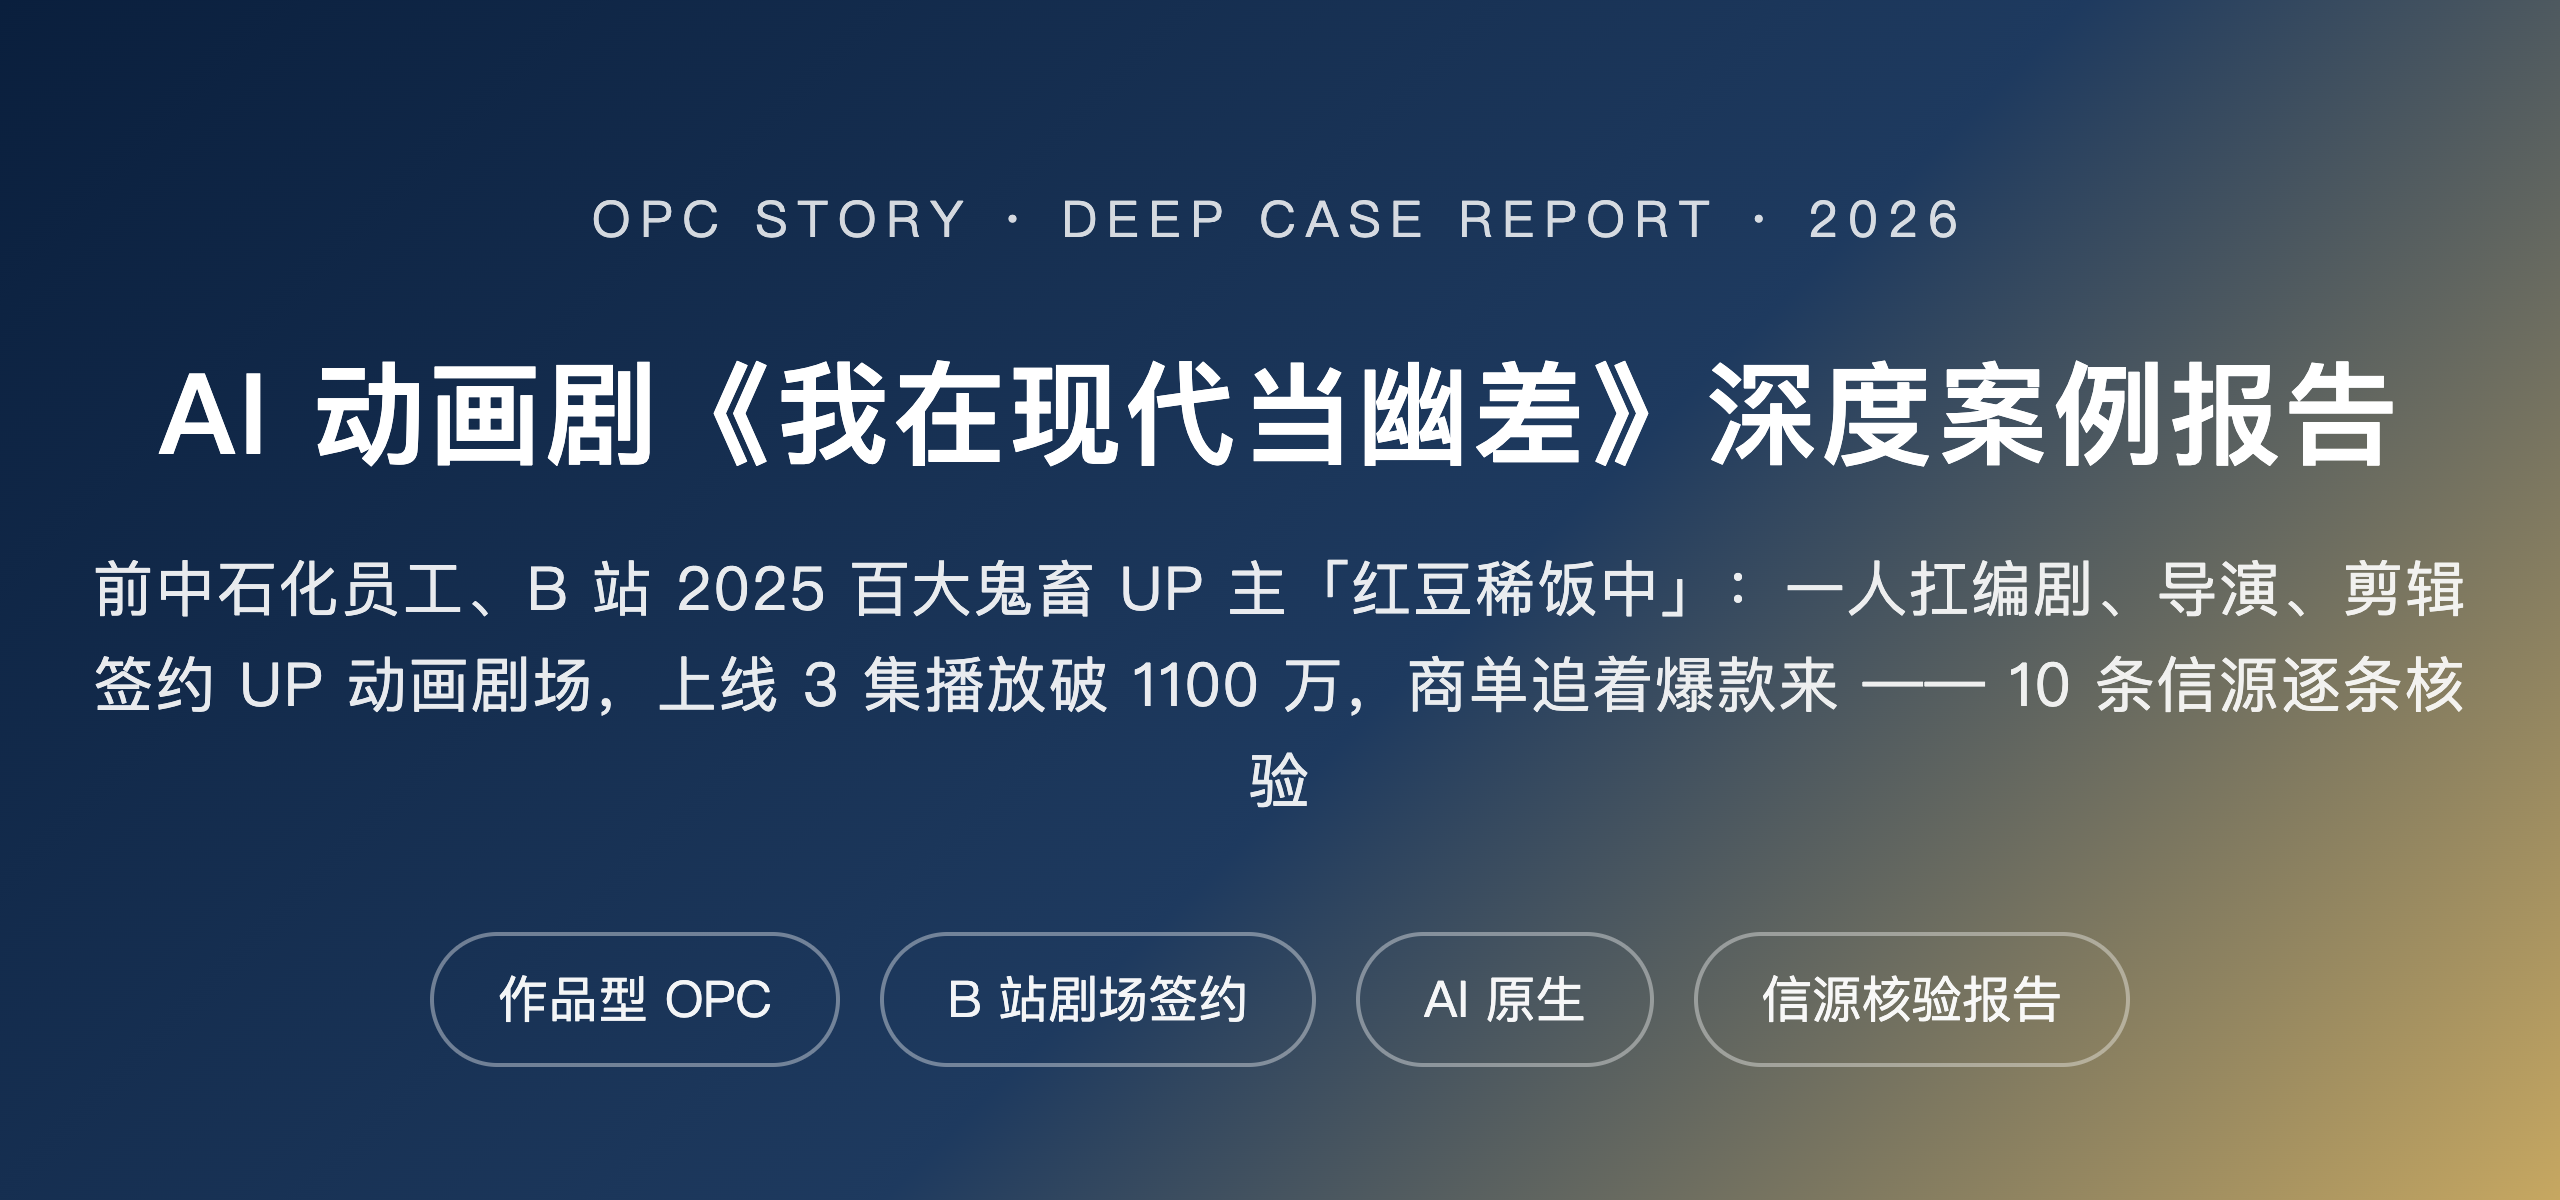 OPC STORY · DEEP CASE REPORT · 2026
AI 动画剧《我在现代当幽差》深度案例报告
前中石化员工、B 站 2025 百大鬼畜 UP 主「红豆稀饭中」：一人扛编剧、导演、剪辑
签约 UP 动画剧场，上线 3 集播放破 1100 万，商单追着爆款来 —— 10 条信源逐条核
验
作品型 OPC
B 站剧场签约
AI 原生
信源核验报告